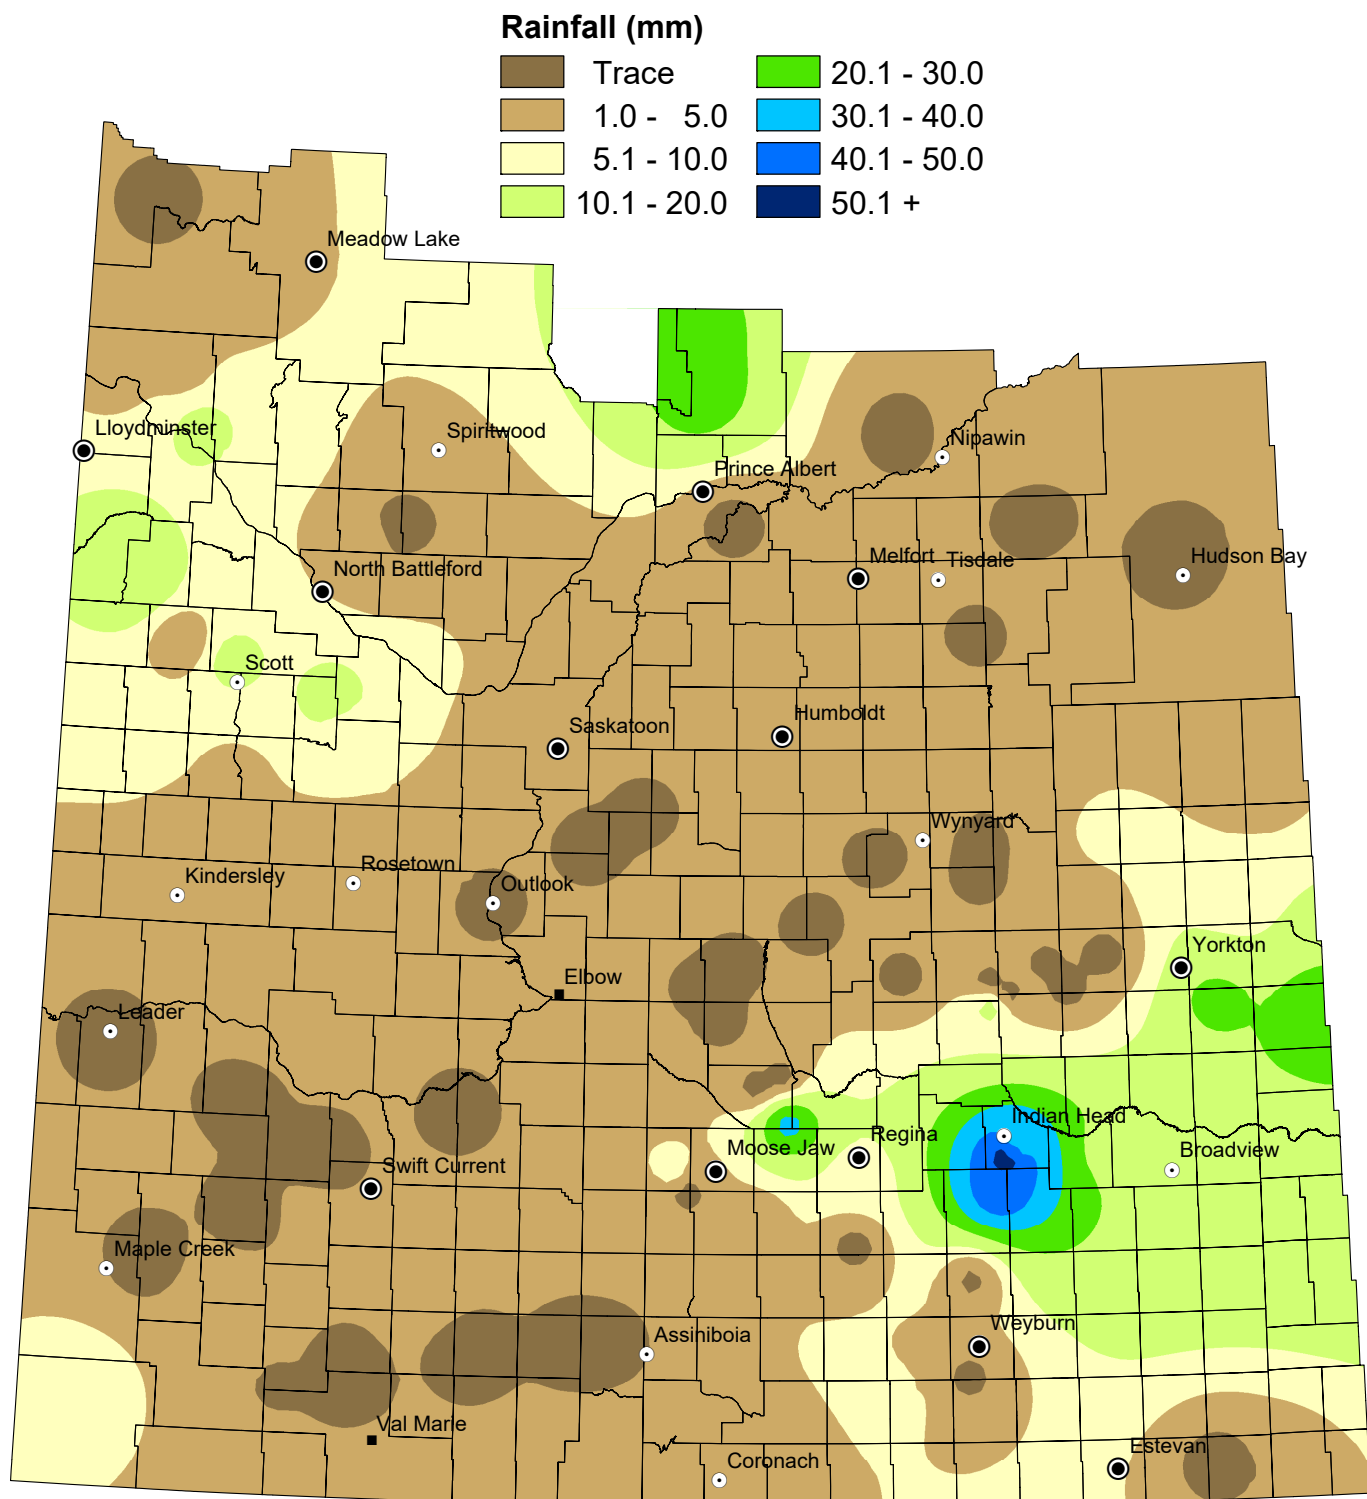 Rainfall (mm)
Trace
1.0 - 5.0
5.1 - 10.0
10.1 - 20.0
20.1 - 30.0
30.1 - 40.0
40.1 - 50.0
50.1 +
Meadow Lake
Lloydminster
Spiritwood
Nipawin
Prince Albert
North Battleford
Melfort
Tisdale
Hudson Bay
Scott
Saskatoon
Humboldt
Wynyard
Kindersley
Rosetown
Outlook
Yorkton
Elbow
Leader
Indian Head
Regina
Moose Jaw
Broadview
Swift Current
Maple Creek
Weyburn
Assiniboia
Val Marie
Estevan
Coronach